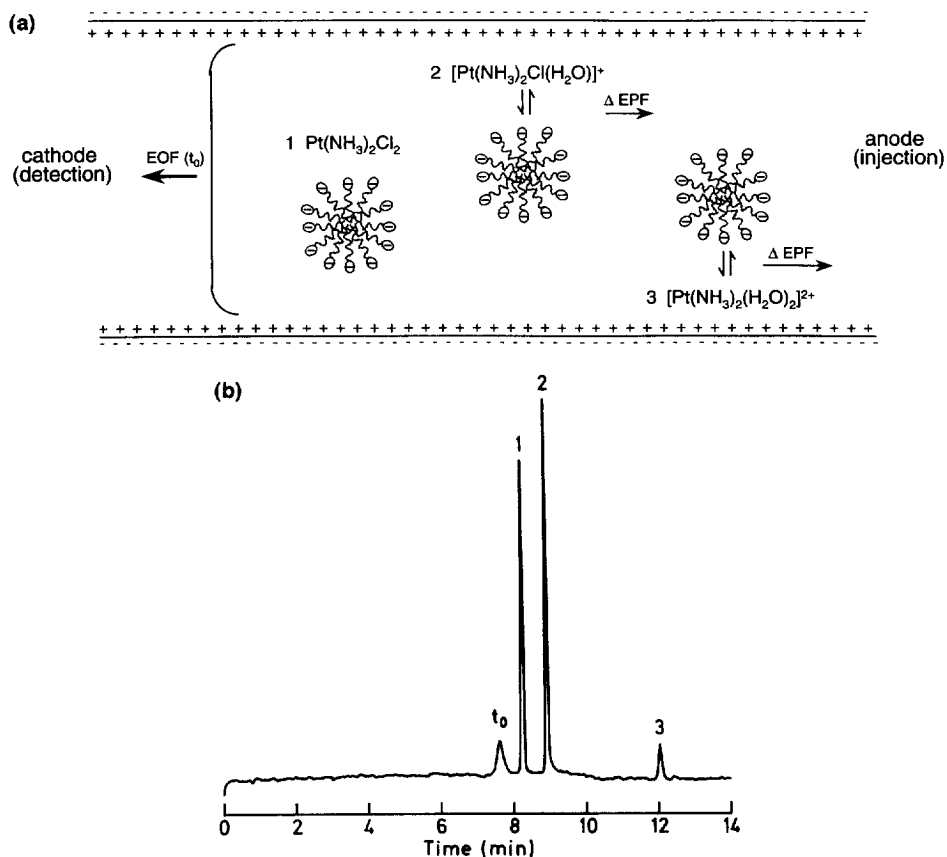 (a)
2 [Pt(NH₃)₂Cl(H₂O)]⁺
Δ EPF
1 Pt(NH₃)₂Cl₂
cathode
(detection)
EOF (t₀)
anode
(injection)
Δ EPF
3 [Pt(NH₃)₂(H₂O)₂]²⁺
(b)
2
1
t₀
3
0 2 4 6 8 10 12 14
Time (min)